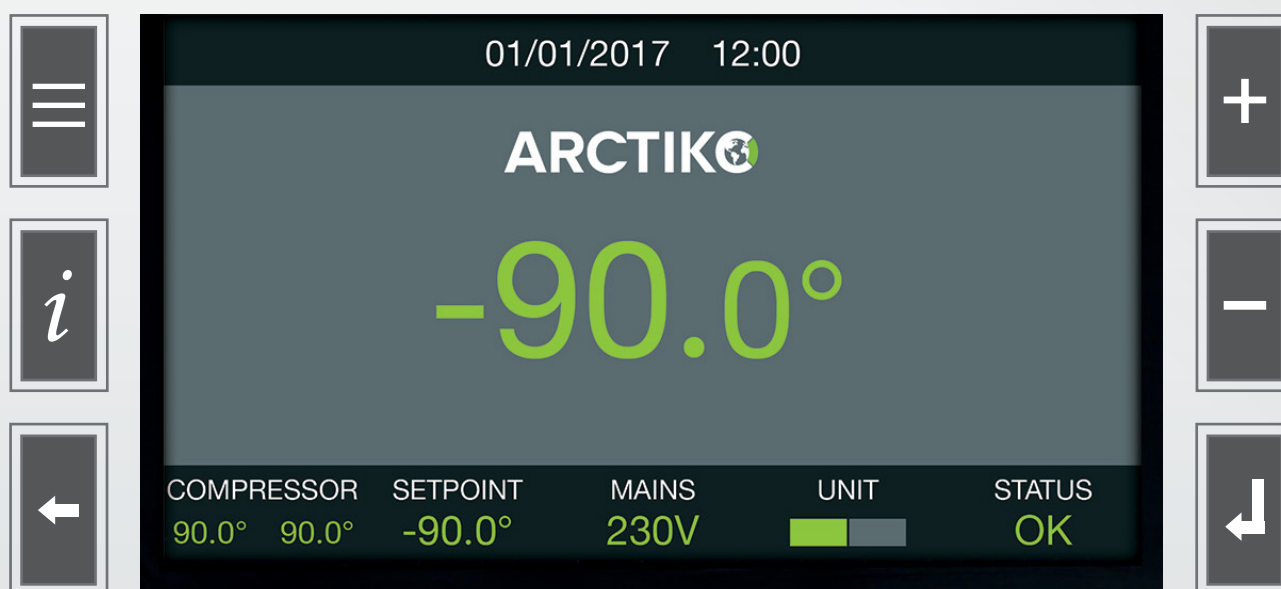 01/01/2017 12:00
ARCTIKO
-90.0°
COMPRESSOR SETPOINT MAINS UNIT STATUS
90.0° 90.0° -90.0° 230V OK
i
+
−